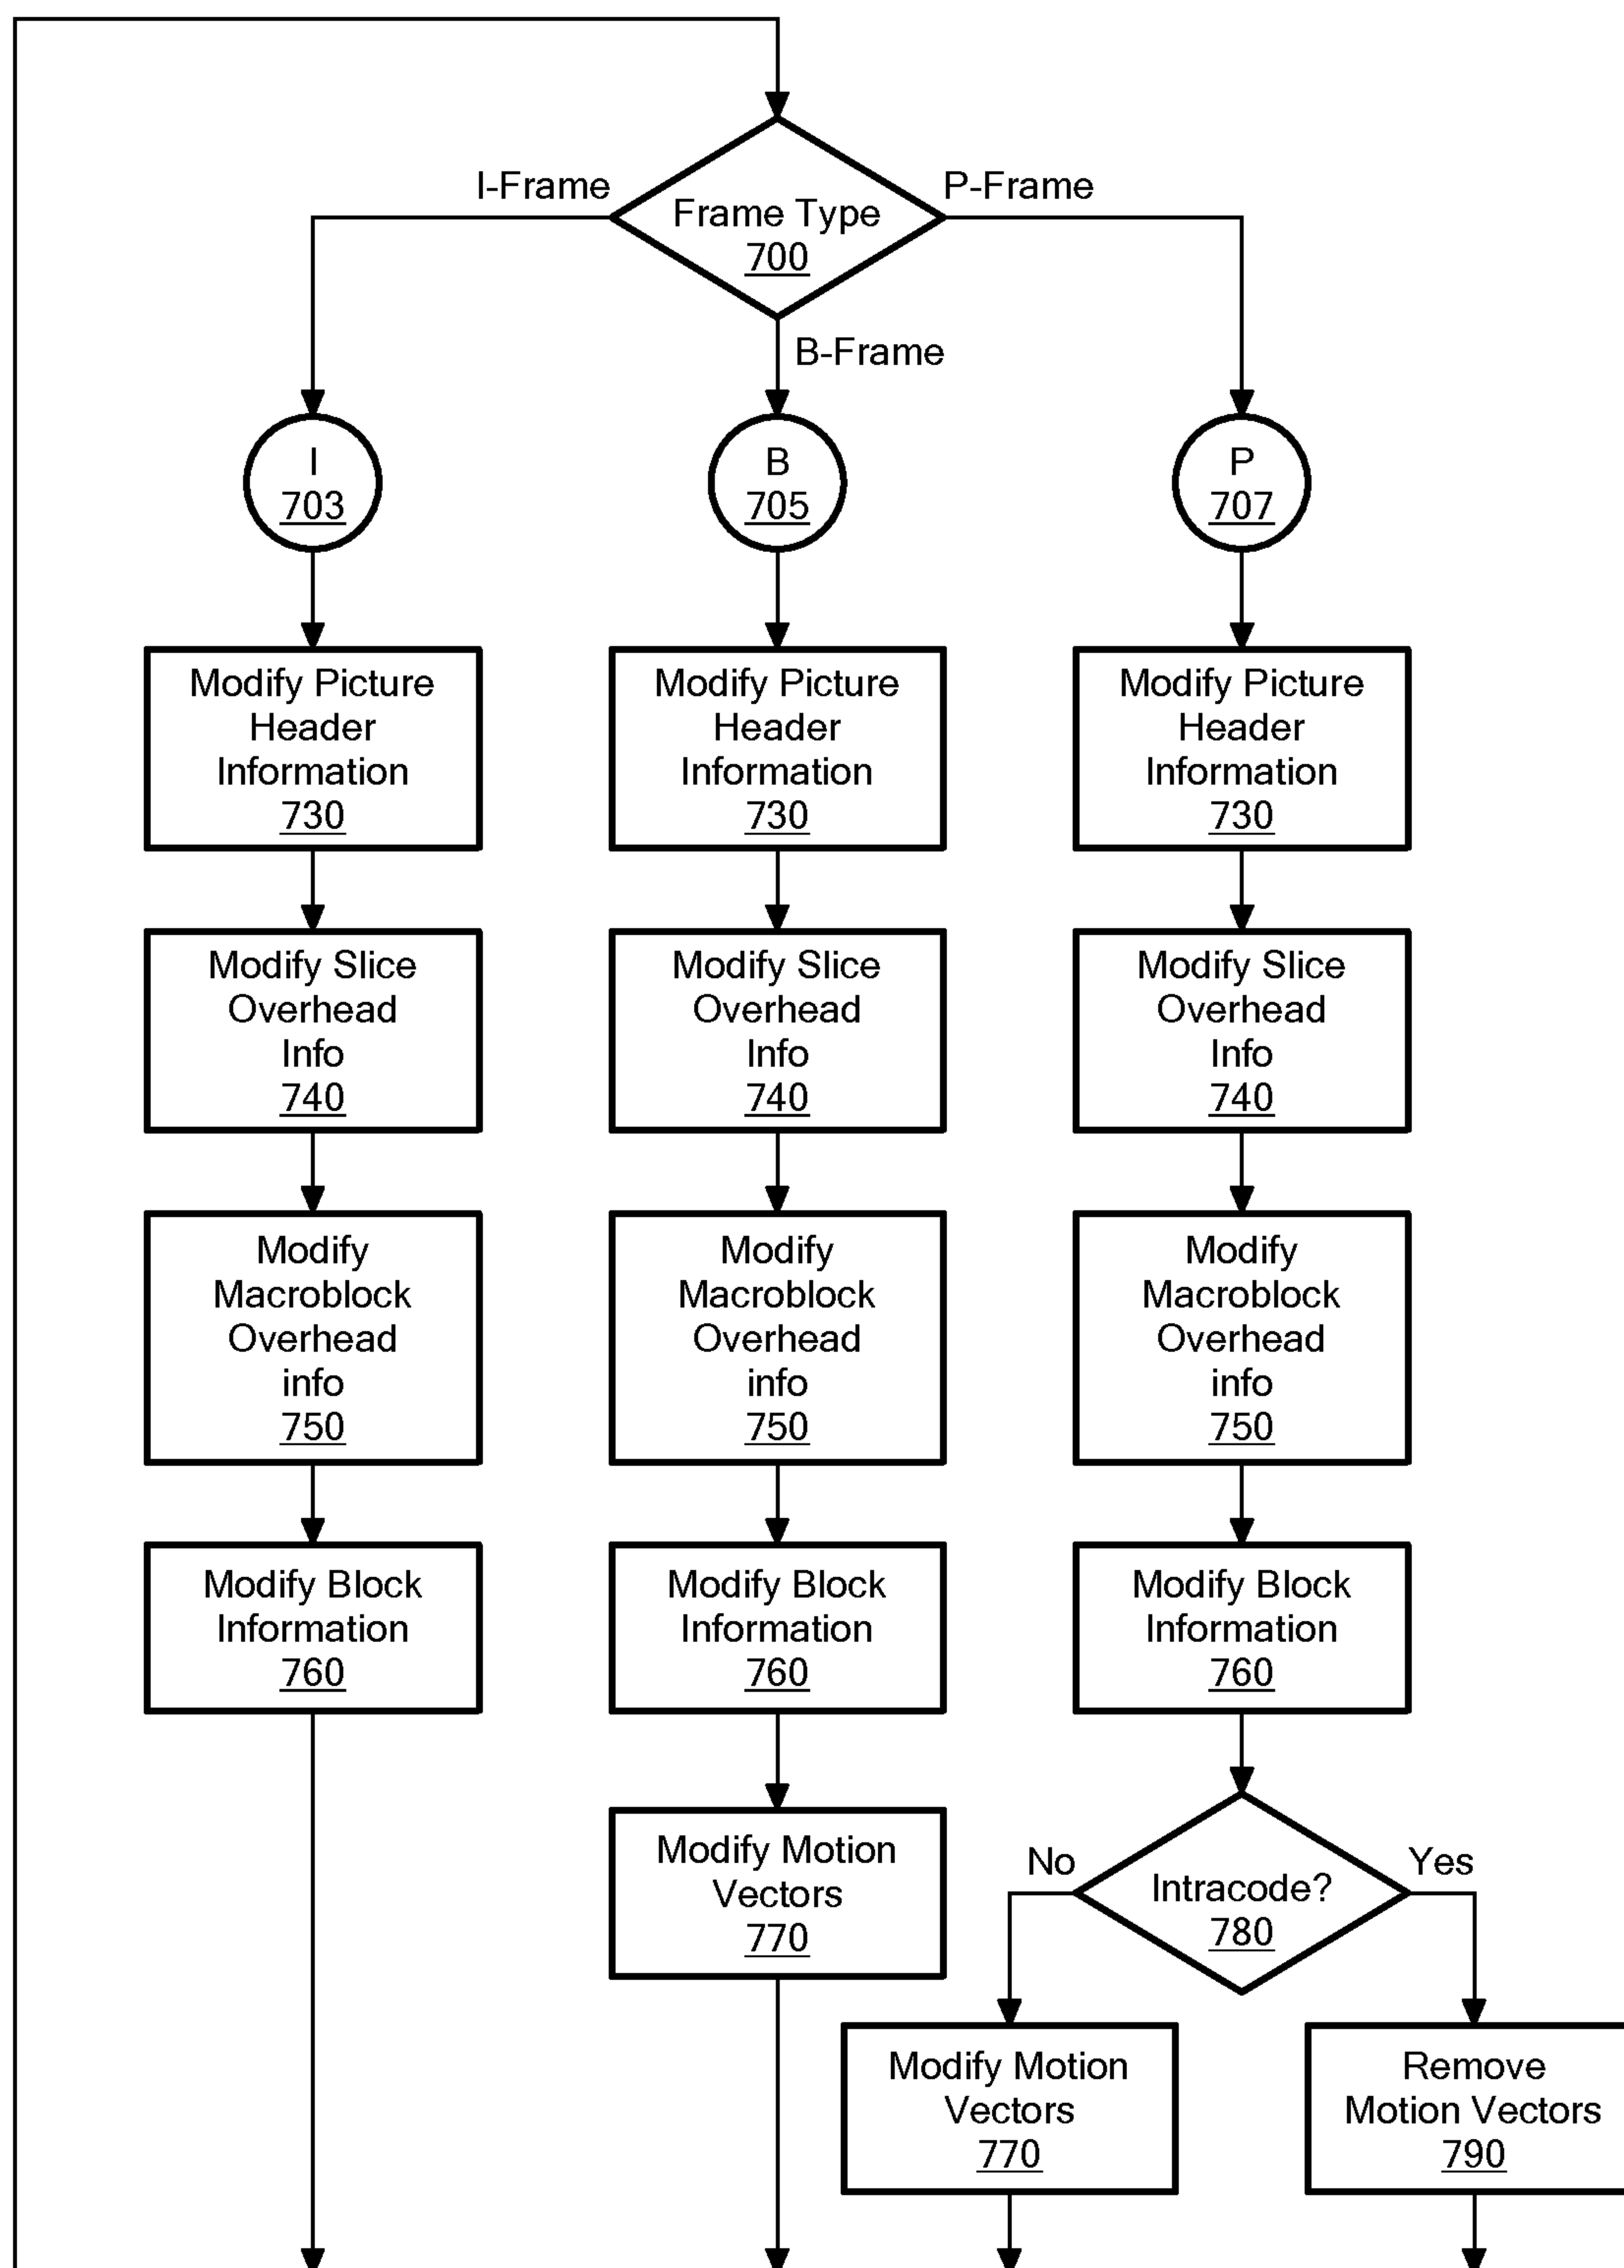 I-Frame
P-Frame
Frame Type
700
B-Frame
I
703
B
705
P
707
Modify Picture
Header
Information
730
Modify Picture
Header
Information
730
Modify Picture
Header
Information
730
Modify Slice
Overhead
Info
740
Modify Slice
Overhead
Info
740
Modify Slice
Overhead
Info
740
Modify
Macroblock
Overhead
info
750
Modify
Macroblock
Overhead
info
750
Modify
Macroblock
Overhead
info
750
Modify Block
Information
760
Modify Block
Information
760
Modify Block
Information
760
Modify Motion
Vectors
770
No
Yes
Intracode?
780
Modify Motion
Vectors
770
Remove
Motion Vectors
790